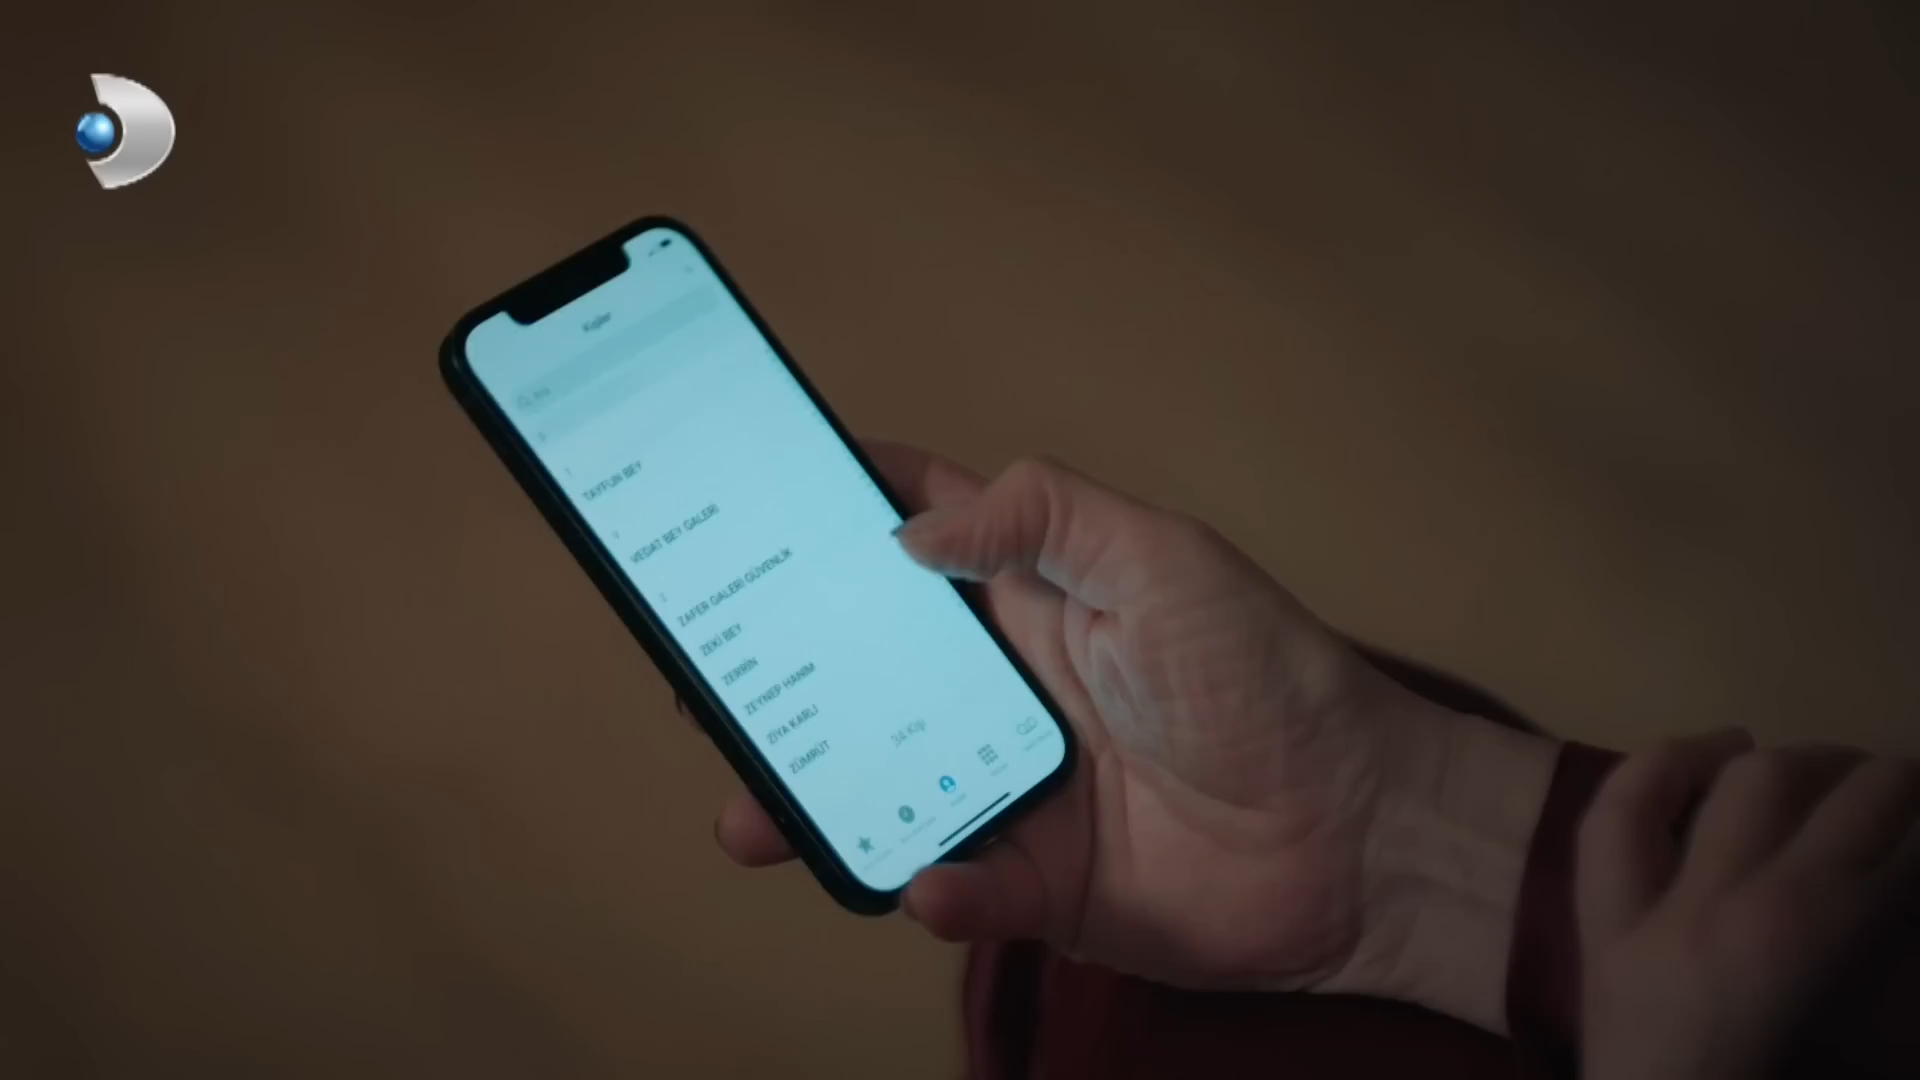 Kişiler
Ara
T
TAYFUN BEY
V
VEDAT BEY GALERİ
Z
ZAFER GALERİ GÜVENLİK
ZEKİ BEY
ZERRİN
ZEYNEP HANIM
ZİYA KARLI
ZÜMRÜT
34 Kişi